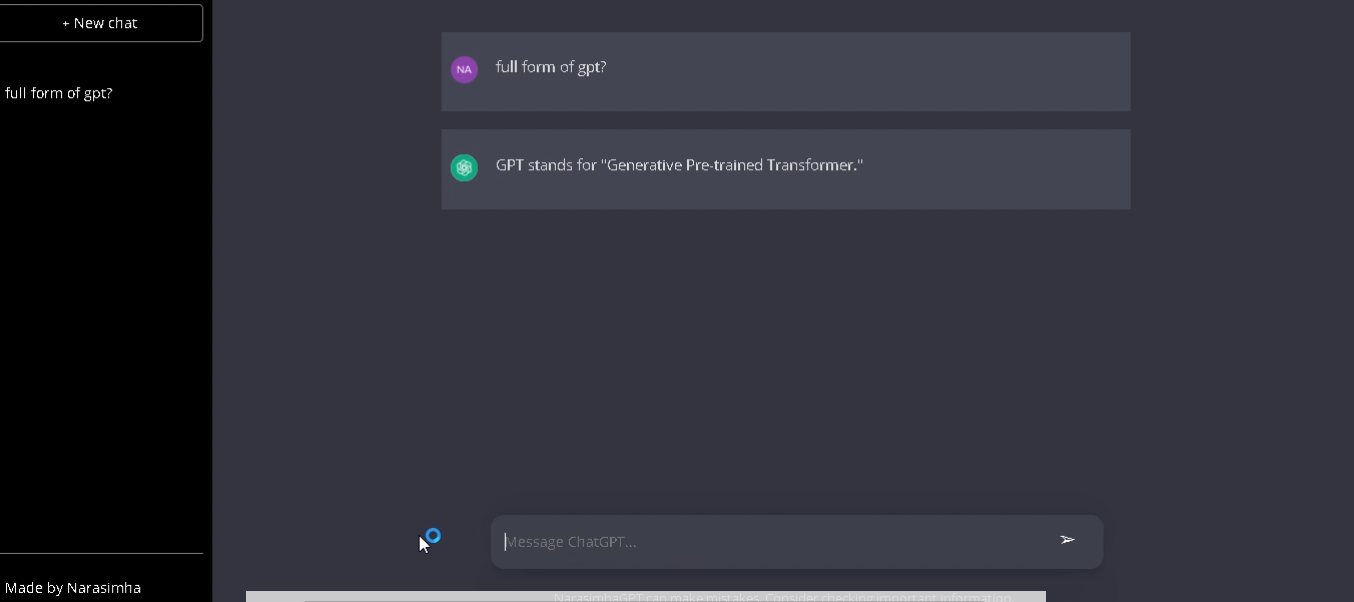 + New chat
full form of gpt?
Made by Narasimha
NA
full form of gpt?
GPT stands for "Generative Pre-trained Transformer."
Message ChatGPT...
NarasimhaGPT can make mistakes. Consider checking important information.